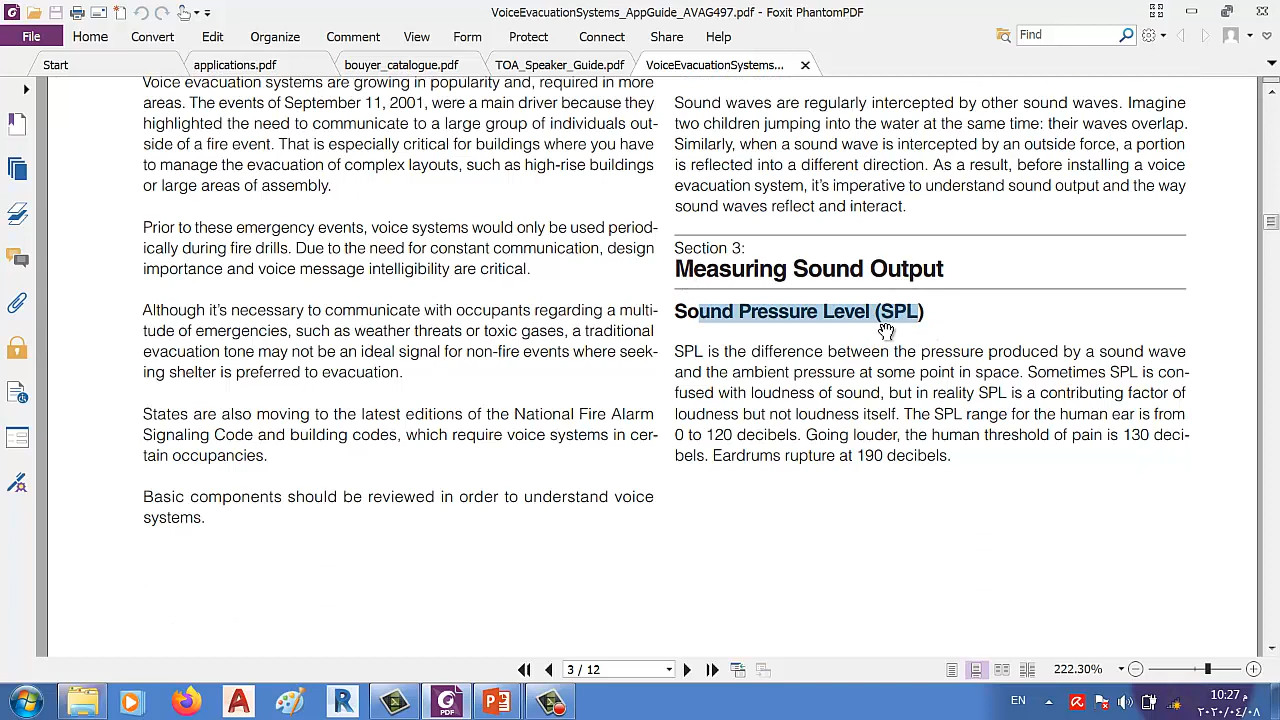 VoiceEvacuationSystems_AppGuide_AVAG497.pdf - Foxit PhantomPDF
File Home Convert Edit Organize Comment View Form Protect Connect Share Help Find
Start applications.pdf bouyer_catalogue.pdf TOA_Speaker_Guide.pdf VoiceEvacuationSystems...
Voice evacuation systems are growing in popularity and, required in more
areas. The events of September 11, 2001, were a main driver because they
highlighted the need to communicate to a large group of individuals out-
side of a fire event. That is especially critical for buildings where you have
to manage the evacuation of complex layouts, such as high-rise buildings
or large areas of assembly.
Prior to these emergency events, voice systems would only be used period-
ically during fire drills. Due to the need for constant communication, design
importance and voice message intelligibility are critical.
Although it's necessary to communicate with occupants regarding a multi-
tude of emergencies, such as weather threats or toxic gases, a traditional
evacuation tone may not be an ideal signal for non-fire events where seek-
ing shelter is preferred to evacuation.
States are also moving to the latest editions of the National Fire Alarm
Signaling Code and building codes, which require voice systems in cer-
tain occupancies.
Basic components should be reviewed in order to understand voice
systems.
Sound waves are regularly intercepted by other sound waves. Imagine
two children jumping into the water at the same time: their waves overlap.
Similarly, when a sound wave is intercepted by an outside force, a portion
is reflected into a different direction. As a result, before installing a voice
evacuation system, it's imperative to understand sound output and the way
sound waves reflect and interact.
Section 3:
Measuring Sound Output
Sound Pressure Level (SPL)
SPL is the difference between the pressure produced by a sound wave
and the ambient pressure at some point in space. Sometimes SPL is con-
fused with loudness of sound, but in reality SPL is a contributing factor of
loudness but not loudness itself. The SPL range for the human ear is from
0 to 120 decibels. Going louder, the human threshold of pain is 130 deci-
bels. Eardrums rupture at 190 decibels.
3 / 12
222.30%
EN
10:27 م
٢٠٢٠/٠٤/٠٨